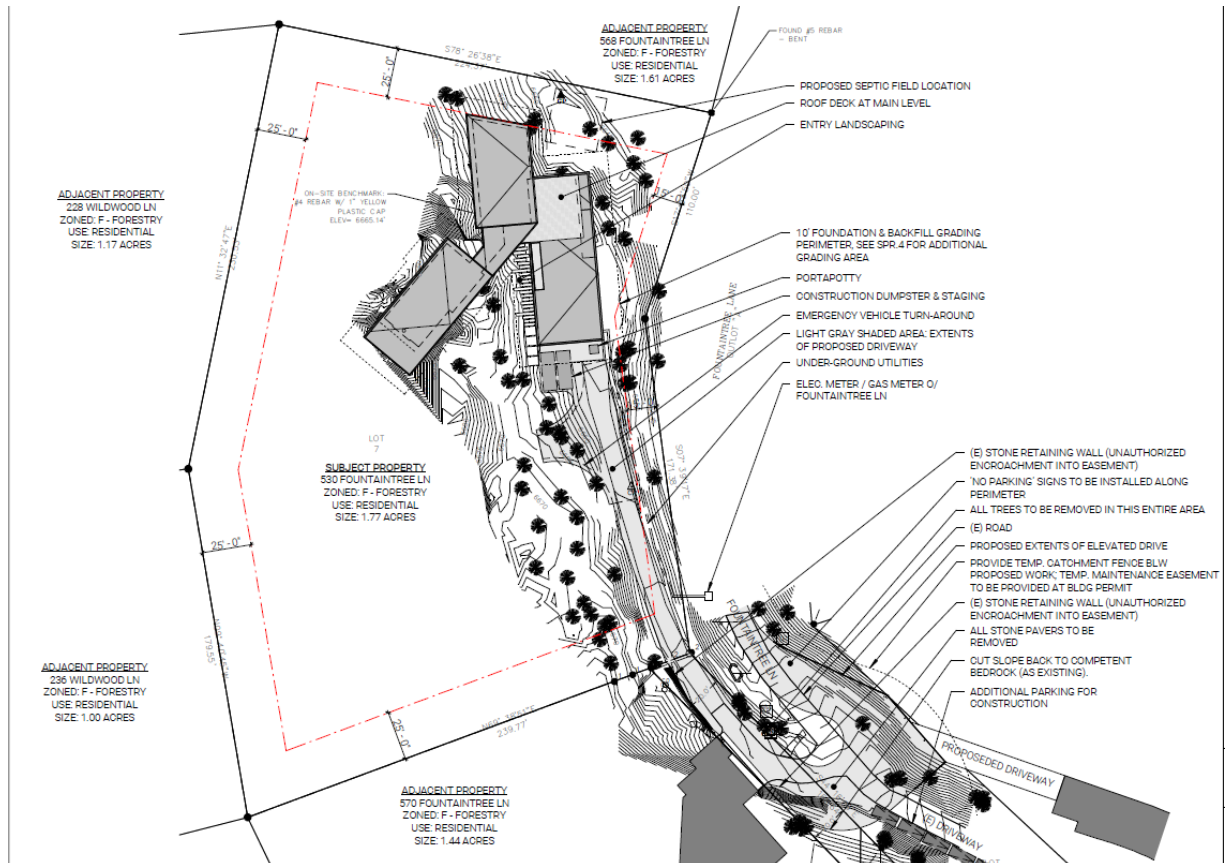 ADJACENT PROPERTY
568 FOUNTAINTREE LN
ZONED: F - FORESTRY
USE: RESIDENTIAL
SIZE: 1.61 ACRES
FOUND #5 REBAR
- BENT
S78° 26'38"E
25'-0"
25'-0"
PROPOSED SEPTIC FIELD LOCATION
ROOF DECK AT MAIN LEVEL
ENTRY LANDSCAPING
ADJACENT PROPERTY
228 WILDWOOD LN
ZONED: F - FORESTRY
USE: RESIDENTIAL
SIZE: 1.17 ACRES
ON-SITE BENCHMARK:
#4 REBAR W/ 1" YELLOW
PLASTIC CAP
ELEV= 6665.14'
N11° 32'47"E
110.00'
10' FOUNDATION & BACKFILL GRADING
PERIMETER, SEE SPR.4 FOR ADDITIONAL
GRADING AREA
PORTAPOTTY
CONSTRUCTION DUMPSTER & STAGING
EMERGENCY VEHICLE TURN-AROUND
LIGHT GRAY SHADED AREA: EXTENTS
OF PROPOSED DRIVEWAY
UNDER-GROUND UTILITIES
ELEC. METER / GAS METER O/
FOUNTAINTREE LN
FOUNTAINTREE LANE
LOT
7
SUBJECT PROPERTY
530 FOUNTAINTREE LN
ZONED: F - FORESTRY
USE: RESIDENTIAL
SIZE: 1.77 ACRES
6670
S07° 39'17"E
(E) STONE RETAINING WALL (UNAUTHORIZED
ENCROACHMENT INTO EASEMENT)
'NO PARKING' SIGNS TO BE INSTALLED ALONG
PERIMETER
ALL TREES TO BE REMOVED IN THIS ENTIRE AREA
(E) ROAD
PROPOSED EXTENTS OF ELEVATED DRIVE
PROVIDE TEMP. CATCHMENT FENCE BLW
PROPOSED WORK; TEMP. MAINTENANCE EASEMENT
TO BE PROVIDED AT BLDG PERMIT
(E) STONE RETAINING WALL (UNAUTHORIZED
ENCROACHMENT INTO EASEMENT)
ALL STONE PAVERS TO BE
REMOVED
CUT SLOPE BACK TO COMPETENT
BEDROCK (AS EXISTING).
ADDITIONAL PARKING FOR
CONSTRUCTION
25'-0"
FOUNTAINTREE LN
179.55'
ADJACENT PROPERTY
236 WILDWOOD LN
ZONED: F - FORESTRY
USE: RESIDENTIAL
SIZE: 1.00 ACRES
25'-0"
239.77'
PROPOSEDED DRIVEWAY
(E) DRIVEWAY
ADJACENT PROPERTY
570 FOUNTAINTREE LN
ZONED: F - FORESTRY
USE: RESIDENTIAL
SIZE: 1.44 ACRES